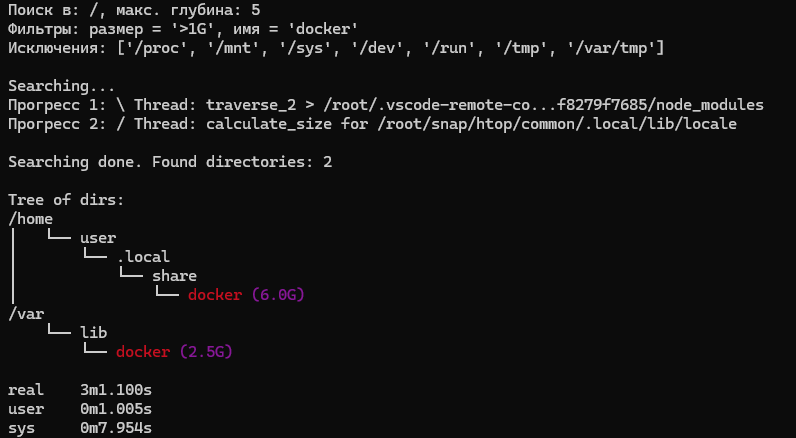 Поиск в: /, макс. глубина: 5
Фильтры: размер = '>1G', имя = 'docker'
Исключения: ['/proc', '/mnt', '/sys', '/dev', '/run', '/tmp', '/var/tmp']
Searching...
Прогресс 1: \ Thread: traverse_2 > /root/.vscode-remote-co...f8279f7685/node_modules
Прогресс 2: / Thread: calculate_size for /root/snap/htop/common/.local/lib/locale
Searching done. Found directories: 2
Tree of dirs:
/home
│   └── user
│       └── .local
│           └── share
│               └── docker (6.0G)
/var
    └── lib
        └── docker (2.5G)
real    3m1.100s
user    0m1.005s
sys     0m7.954s